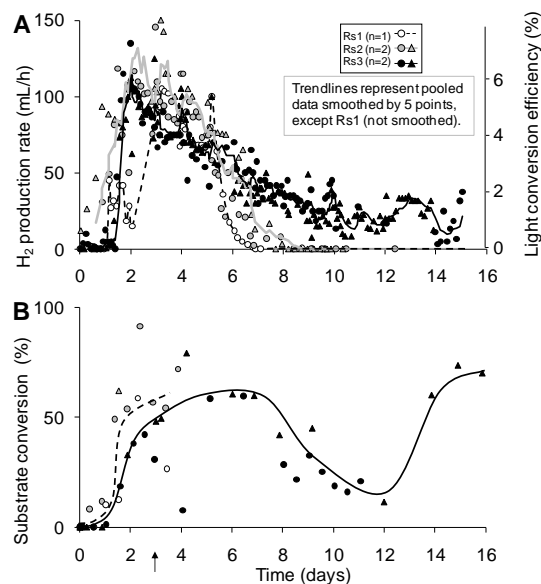 A
150
100
50
0
H2 production rate (mL/h)
Rs1 (n=1)
Rs2 (n=2)
Rs3 (n=2)
Trendlines represent pooled
data smoothed by 5 points,
except Rs1 (not smoothed).
6
4
2
0
Light conversion efficiency (%)
0 2 4 6 8 10 12 14 16
B
100
50
0
Substrate conversion (%)
0 2 4 6 8 10 12 14 16
Time (days)